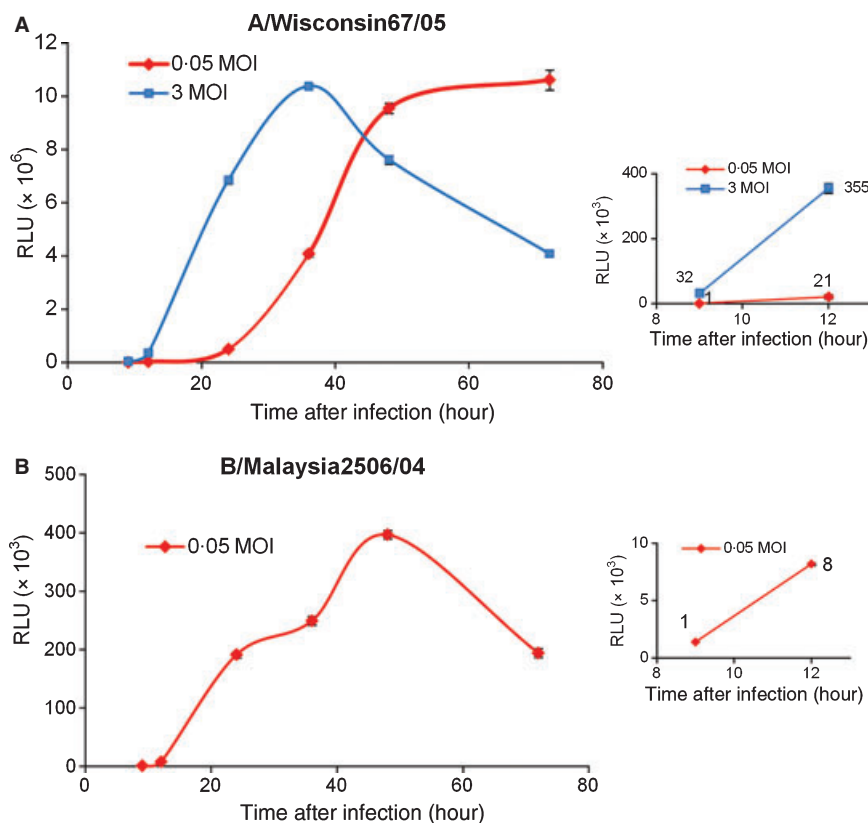 A
A/Wisconsin67/05
12
10
8
6
4
2
0
RLU (× 10⁶)
0·05 MOI
3 MOI
0 20 40 60 80
Time after infection (hour)
0·05 MOI
3 MOI
400
200
0
RLU (× 10³)
32
1
355
21
8 10 12
Time after infection (hour)
B
B/Malaysia2506/04
500
400
300
200
100
0
RLU (× 10³)
0·05 MOI
0 20 40 60 80
Time after infection (hour)
0·05 MOI
10
5
0
RLU (× 10³)
1
8
8 10 12
Time after infection (hour)